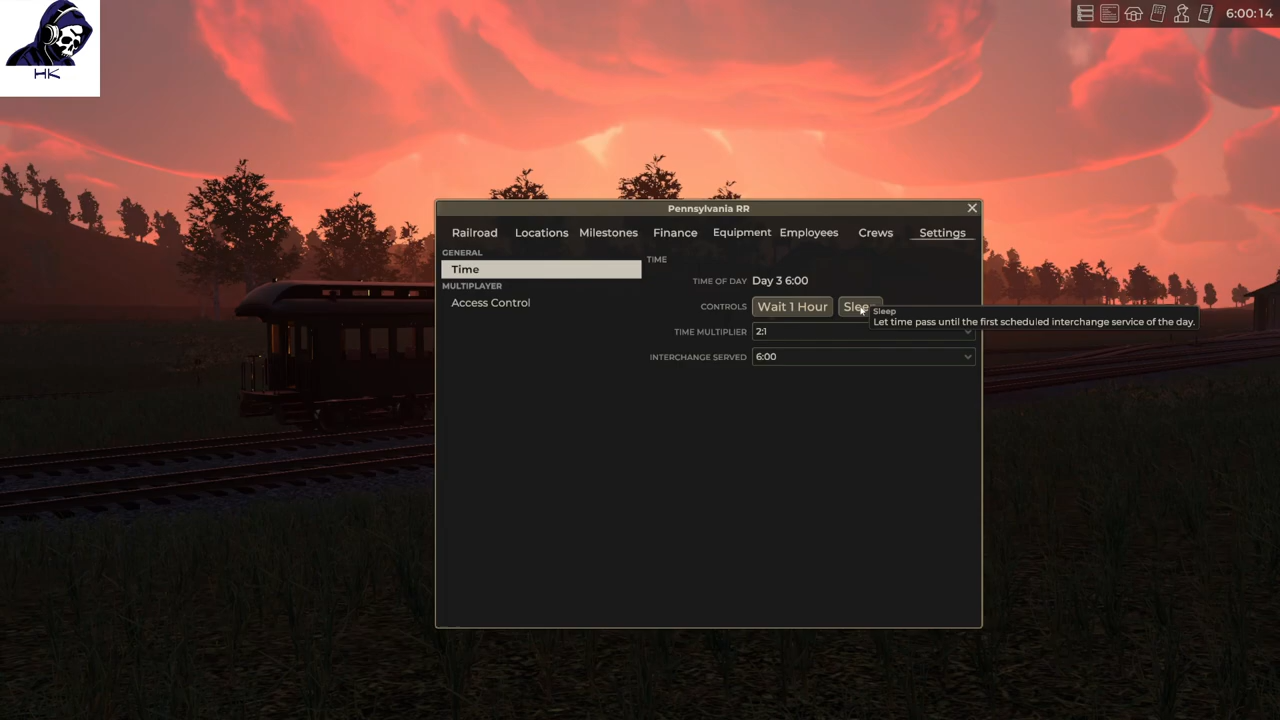 HK
6:00:14
Pennsylvania RR
Railroad Locations Milestones Finance Equipment Employees Crews Settings
GENERAL
Time
MULTIPLAYER
Access Control
TIME
TIME OF DAY Day 3 6:00
CONTROLS Wait 1 Hour Sleep
Sleep
Let time pass until the first scheduled interchange service of the day.
TIME MULTIPLIER 2:1
INTERCHANGE SERVED 6:00